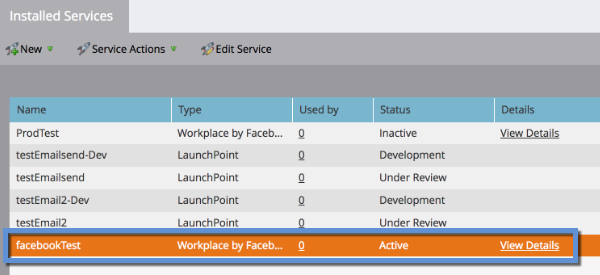 Installed Services
New Service Actions Edit Service
Name Type Used by Status Details
ProdTest Workplace by Faceb... 0 Inactive View Details
testEmailsend-Dev LaunchPoint 0 Development
testEmailsend LaunchPoint 0 Under Review
testEmail2-Dev LaunchPoint 0 Development
testEmail2 LaunchPoint 0 Under Review
facebookTest Workplace by Faceb... 0 Active View Details